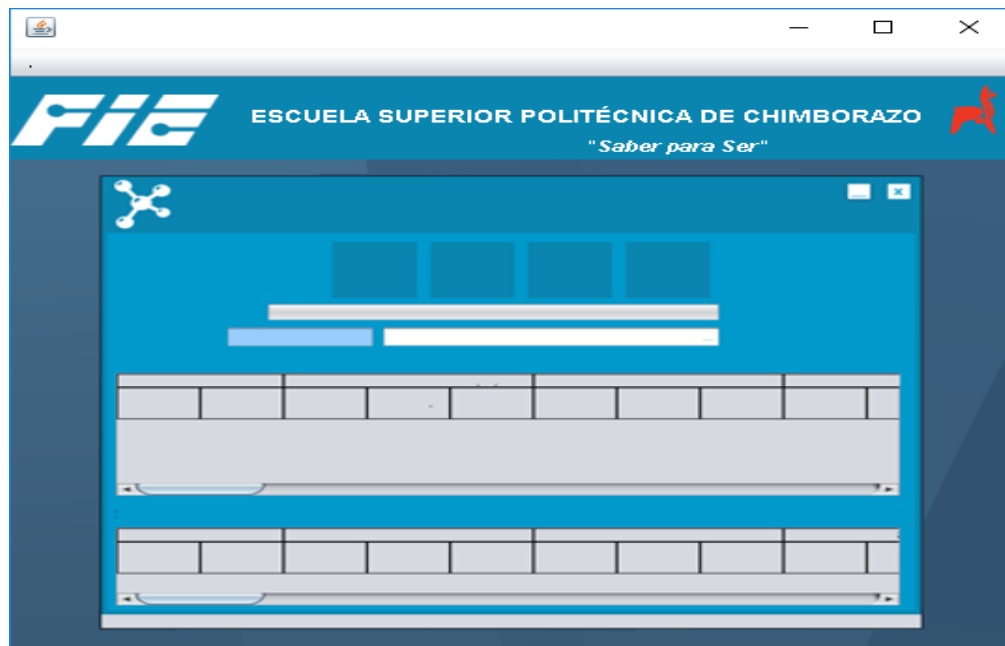 FIE
ESCUELA SUPERIOR POLITÉCNICA DE CHIMBORAZO
"Saber para Ser"